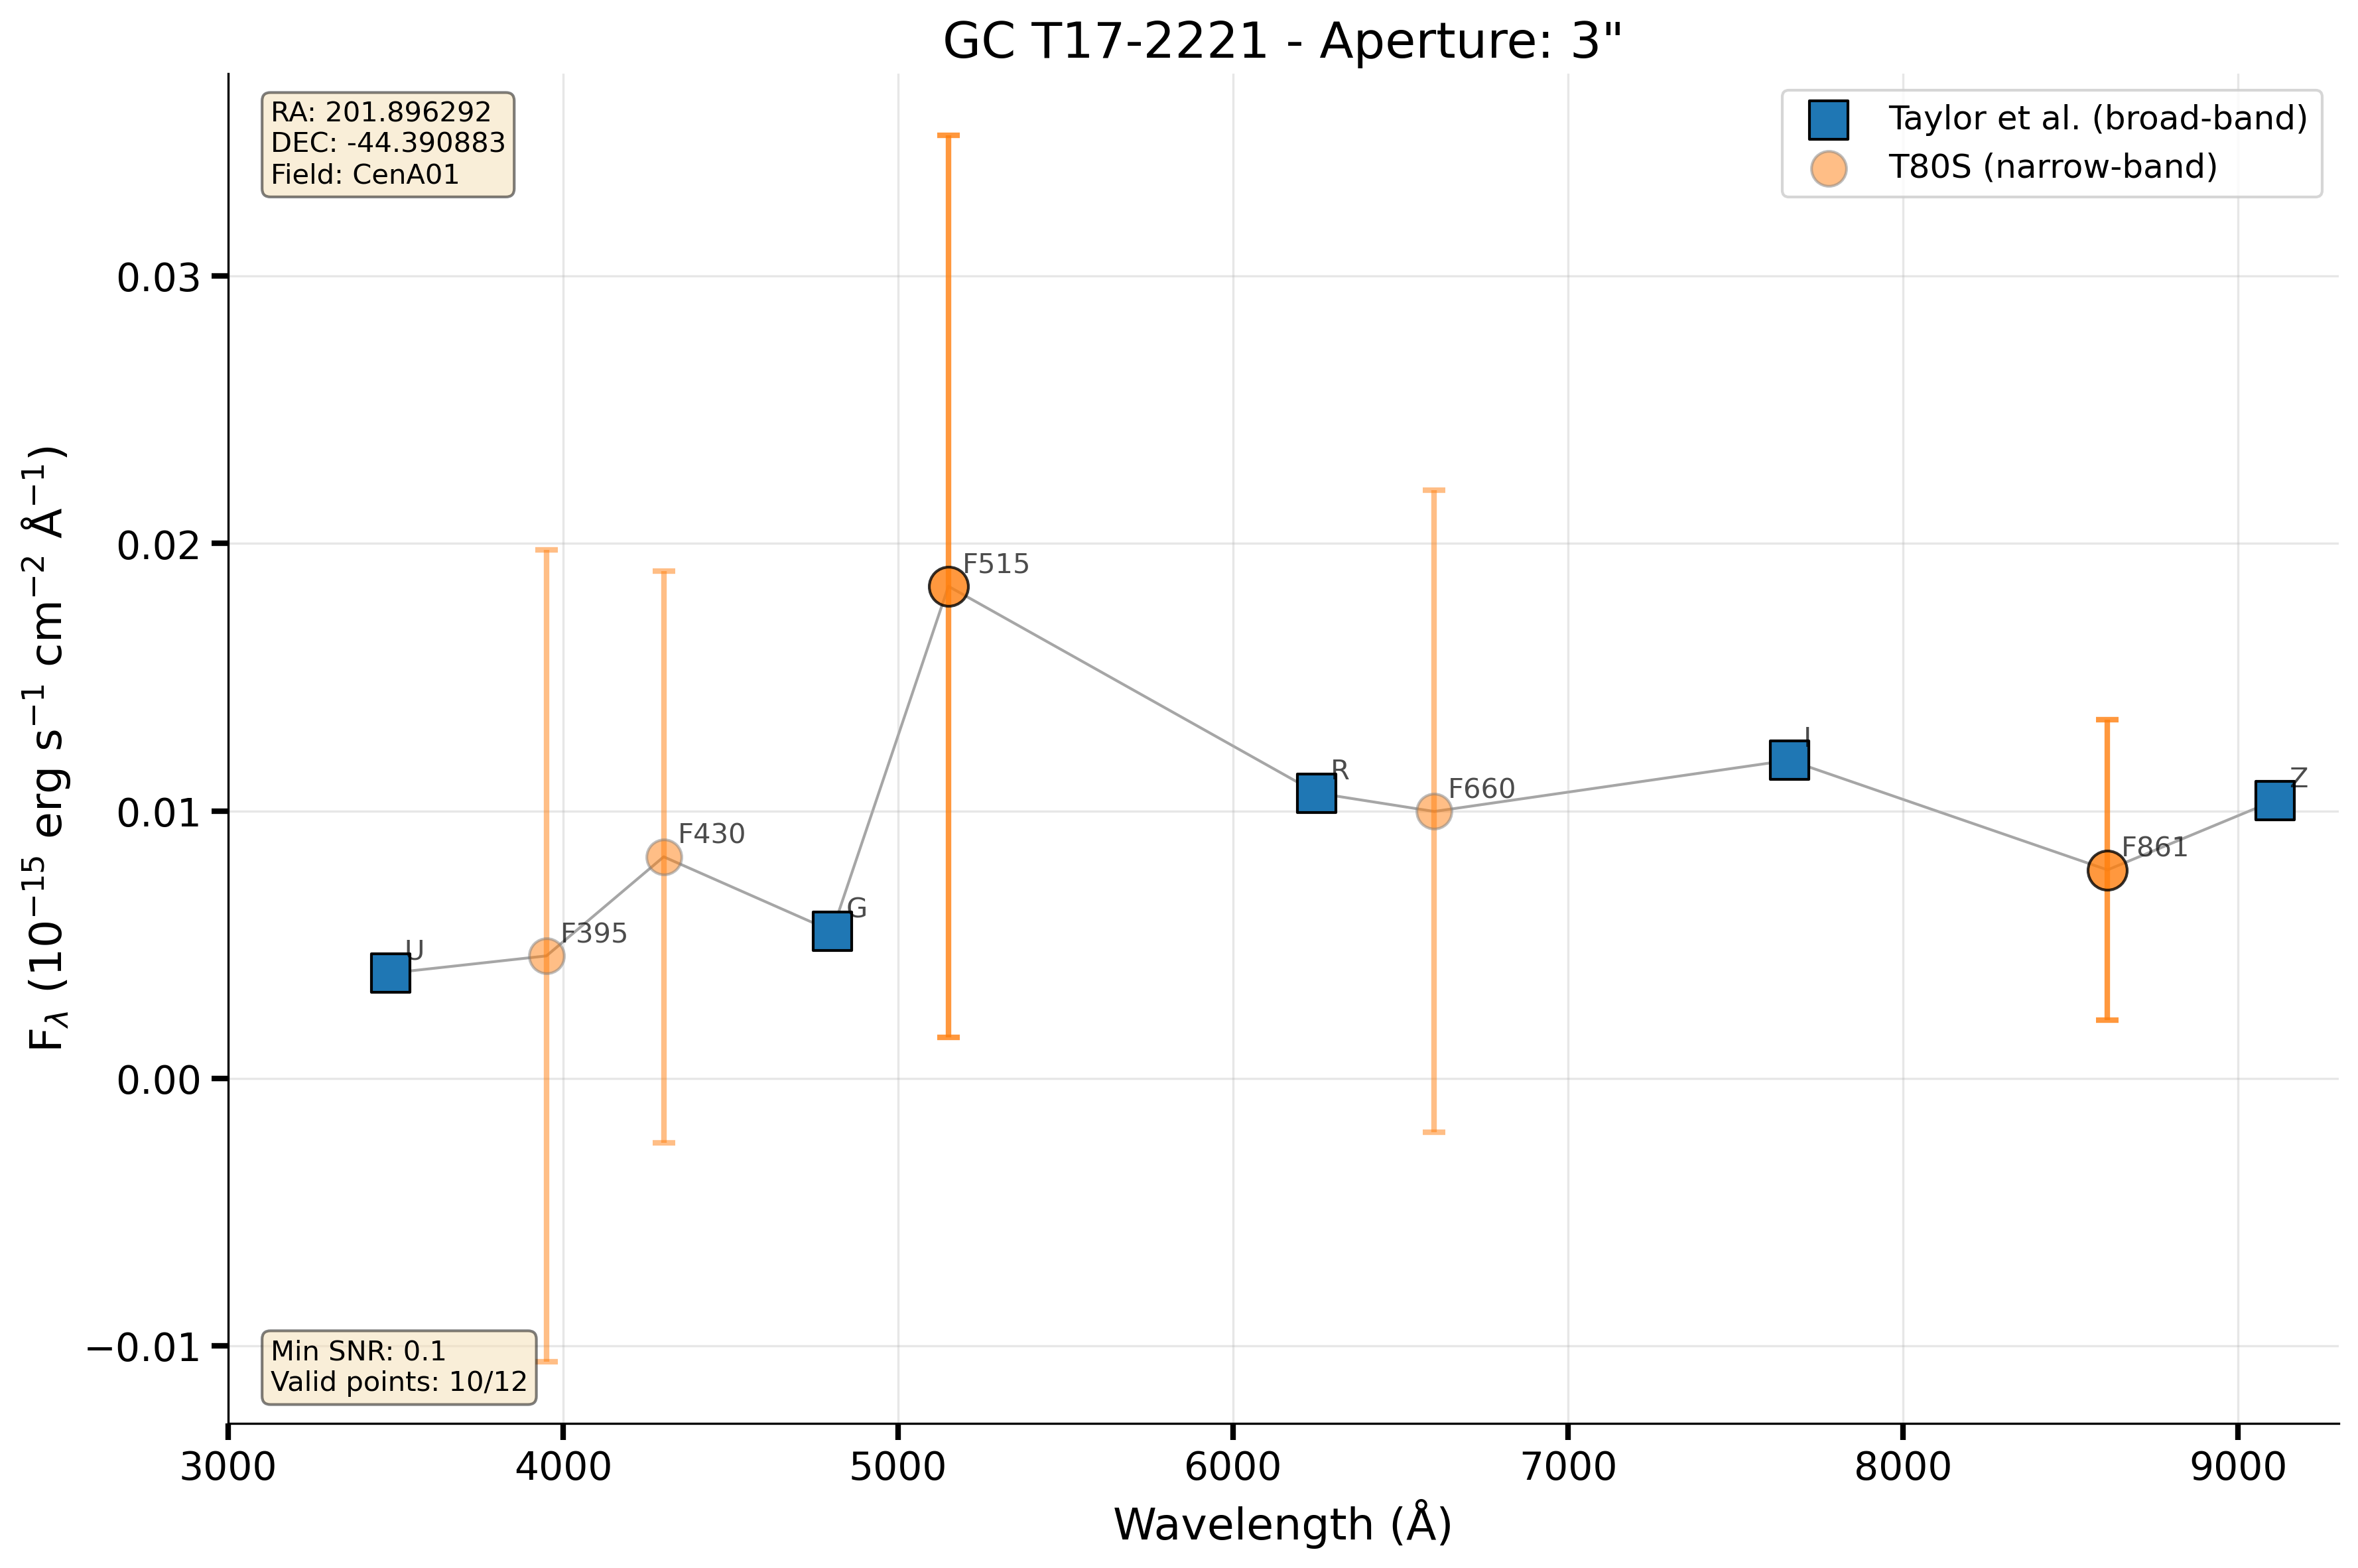 GC T17-2221 - Aperture: 3"
RA: 201.896292
DEC: -44.390883
Field: CenA01
Taylor et al. (broad-band)
T80S (narrow-band)
F_λ (10⁻¹⁵ erg s⁻¹ cm⁻² Å⁻¹)
0.03
0.02
0.01
0.00
−0.01
U
F395
F430
G
F515
R
F660
I
F861
Z
Min SNR: 0.1
Valid points: 10/12
3000 4000 5000 6000 7000 8000 9000
Wavelength (Å)